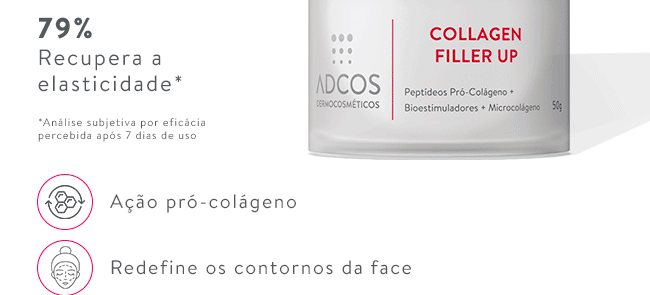 79%
Recupera a
elasticidade*
*Análise subjetiva por eficácia
percebida após 7 dias de uso
COLLAGEN
FILLER UP
ADCOS
DERMOCOSMÉTICOS
Peptídeos Pró-Colágeno +
Bioestimuladores + Microcolágeno
50g
Ação pró-colágeno
Redefine os contornos da face